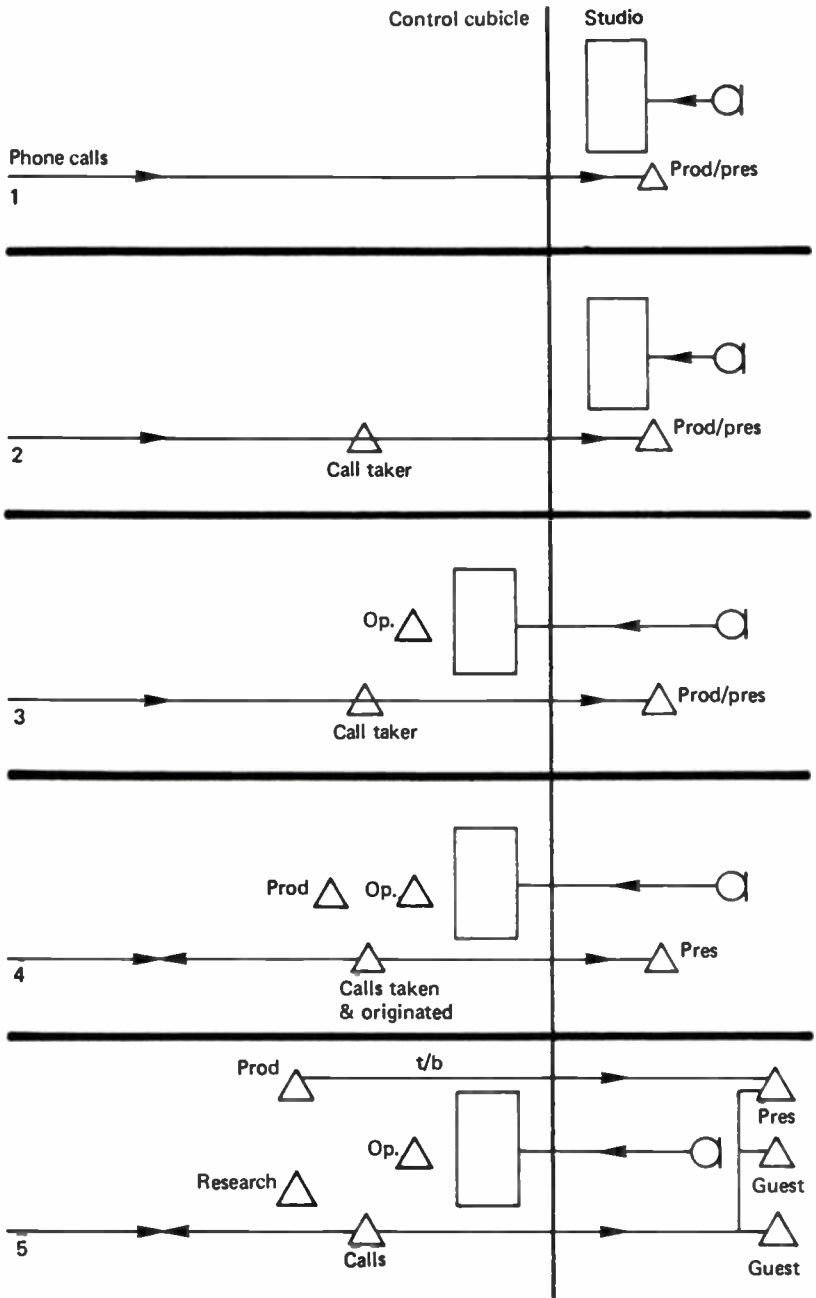 Control cubicle
Studio
Phone calls
Prod/pres
1
Prod/pres
2
Call taker
Op.
Prod/pres
3
Call taker
Prod
Op.
Pres
4
Calls taken
& originated
Prod
t/b
Pres
Op.
Research
Guest
5
Calls
Guest